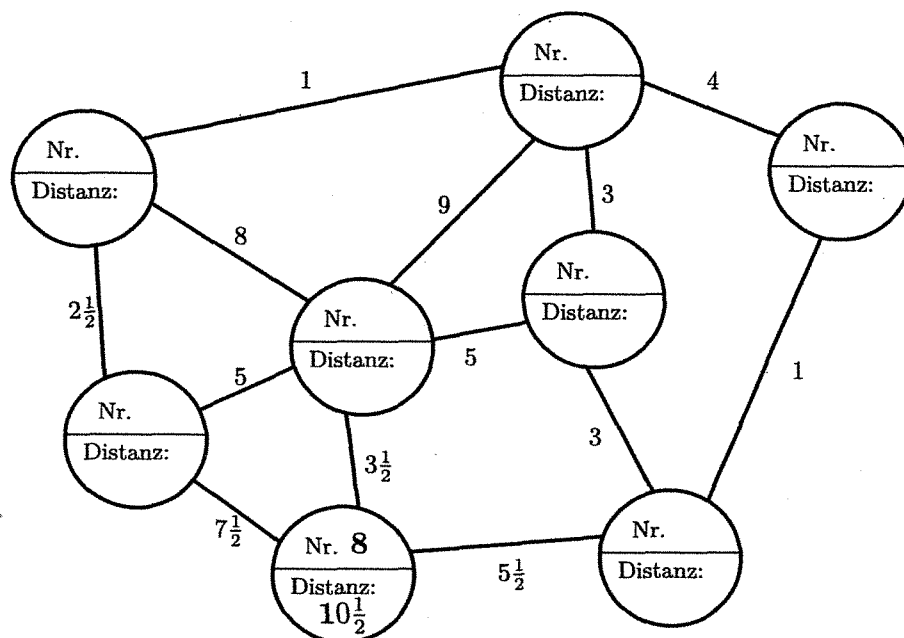 1
Nr.
Distanz:
4
Nr.
Distanz:
Nr.
Distanz:
9
3
8
Nr.
Distanz:
2½
Nr.
Distanz:
5
5
1
Nr.
Distanz:
3
3½
7½
Nr. 8
Distanz:
10½
5½
Nr.
Distanz: